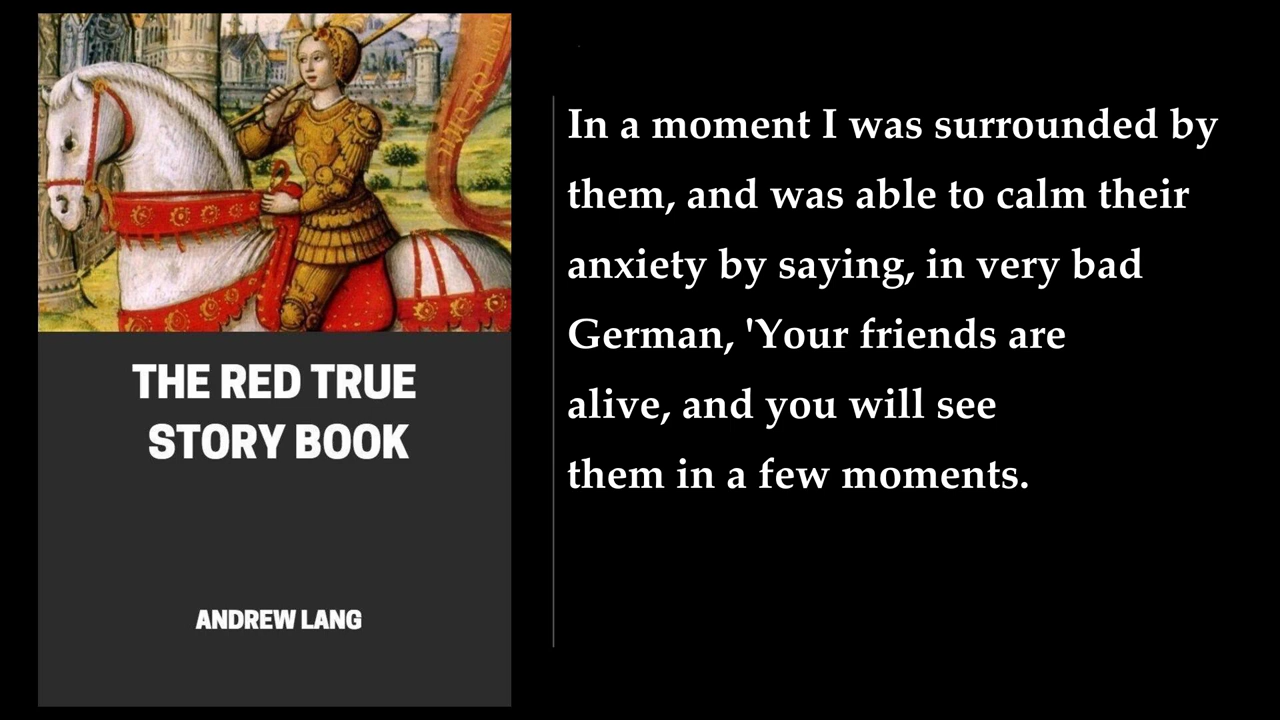 THE RED TRUE
STORY BOOK
ANDREW LANG
In a moment I was surrounded by
them, and was able to calm their
anxiety by saying, in very bad
German, 'Your friends are
alive, and you will see
them in a few moments.